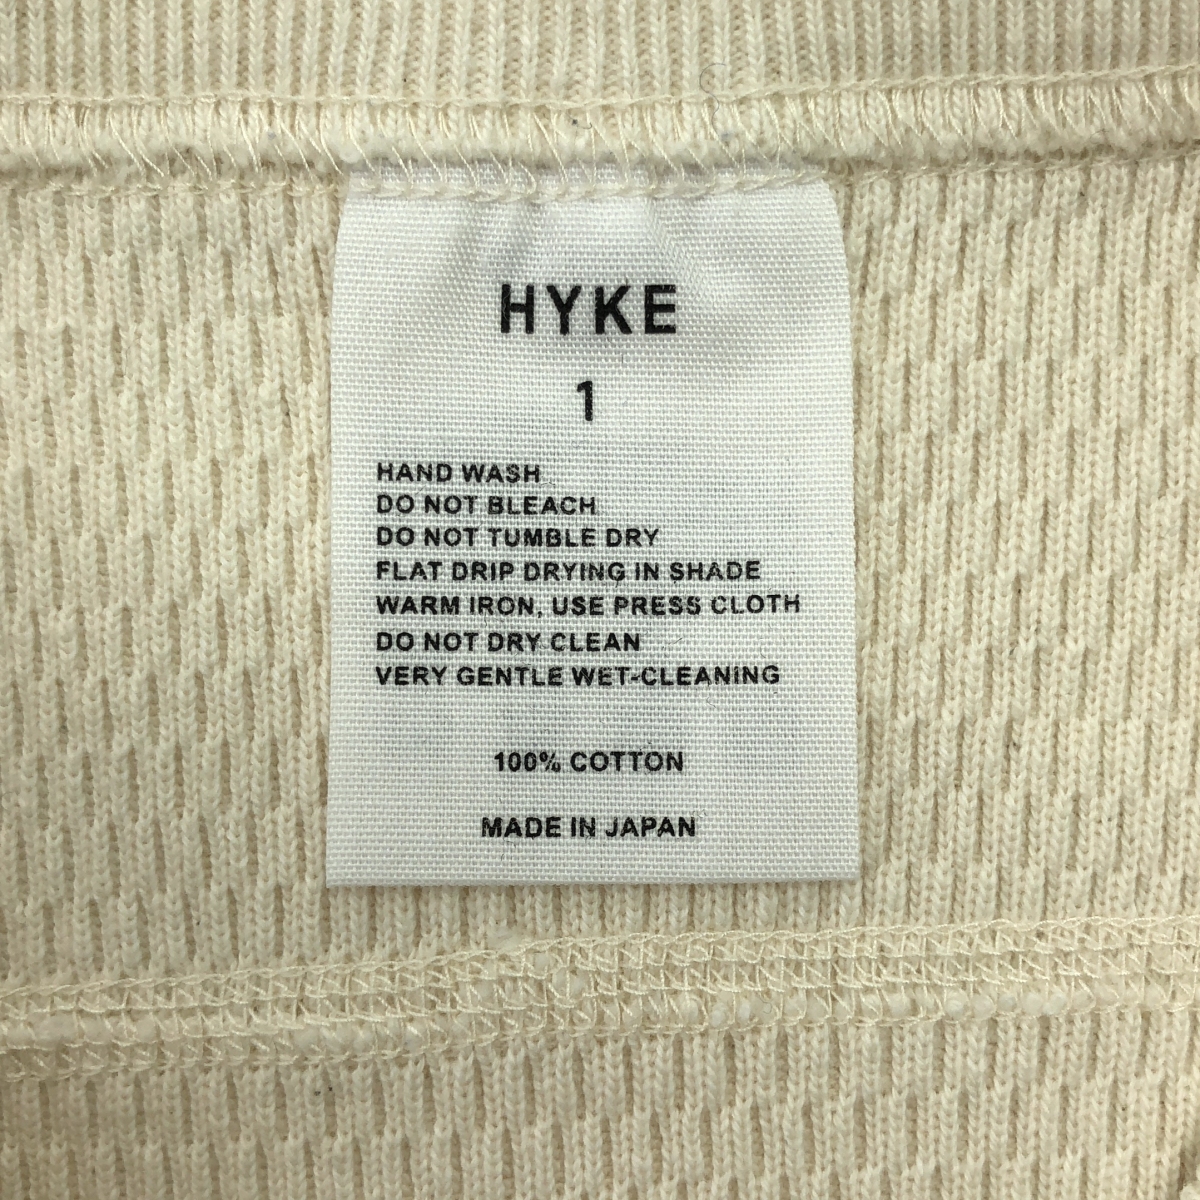 HYKE
1
HAND WASH
DO NOT BLEACH
DO NOT TUMBLE DRY
FLAT DRIP DRYING IN SHADE
WARM IRON, USE PRESS CLOTH
DO NOT DRY CLEAN
VERY GENTLE WET-CLEANING
100% COTTON
MADE IN JAPAN